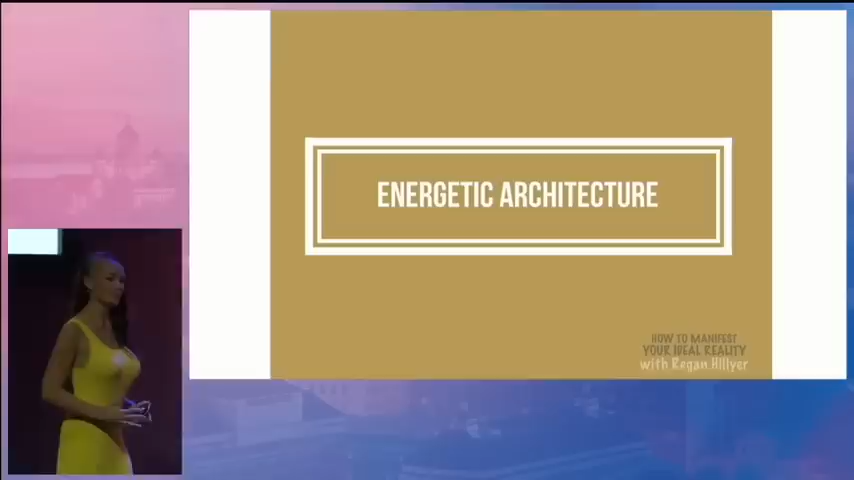 ENERGETIC ARCHITECTURE
HOW TO MANIFEST
YOUR IDEAL REALITY
with Regan Hillyer